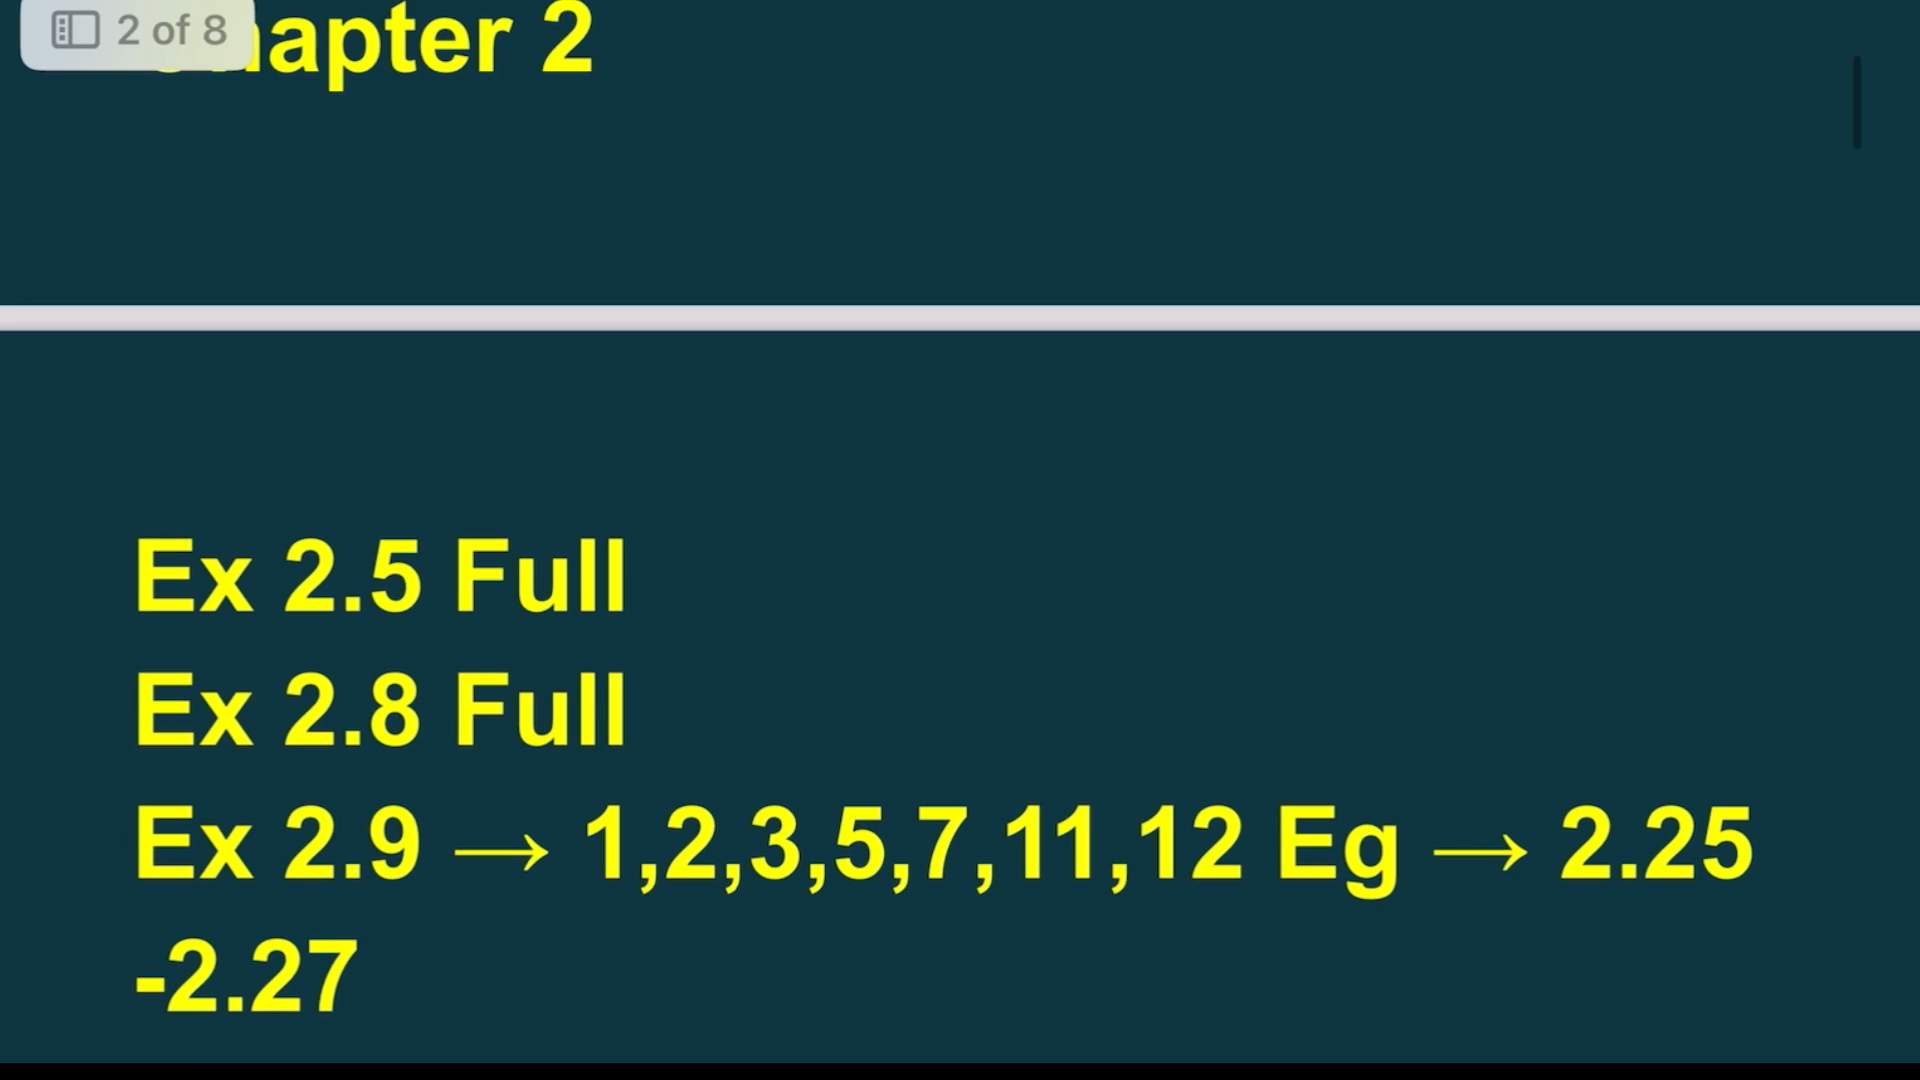 2 of 8
hapter 2
Ex 2.5 Full
Ex 2.8 Full
Ex 2.9 → 1,2,3,5,7,11,12 Eg → 2.25
-2.27